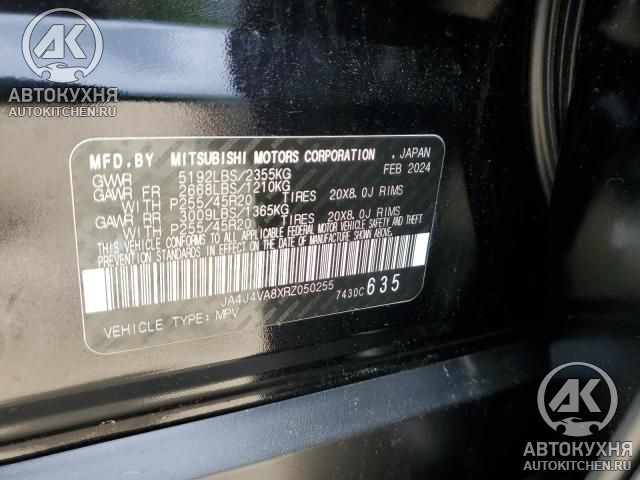 AK
АВТОКУХНЯ
AUTOKITCHEN.RU
MFD.BY MITSUBISHI MOTORS CORPORATION , JAPAN
GVWR 5192LBS/2355KG FEB 2024
GAWR FR 2668LBS/1210KG
WITH P255/45R20 TIRES 20X8.0J RIMS
GAWR RR 3009LBS/1365KG
WITH P255/45R20 TIRES 20X8.0J RIMS
THIS VEHICLE CONFORMS TO ALL APPLICABLE FEDERAL MOTOR VEHICLE SAFETY AND THEFT
PREVENTION STANDARDS IN EFFECT ON THE DATE OF MANUFACTURE SHOWN ABOVE.
JA4J4VA8XRZ050255 7430C 635
VEHICLE TYPE: MPV
AK
АВТОКУХНЯ
AUTOKITCHEN.RU